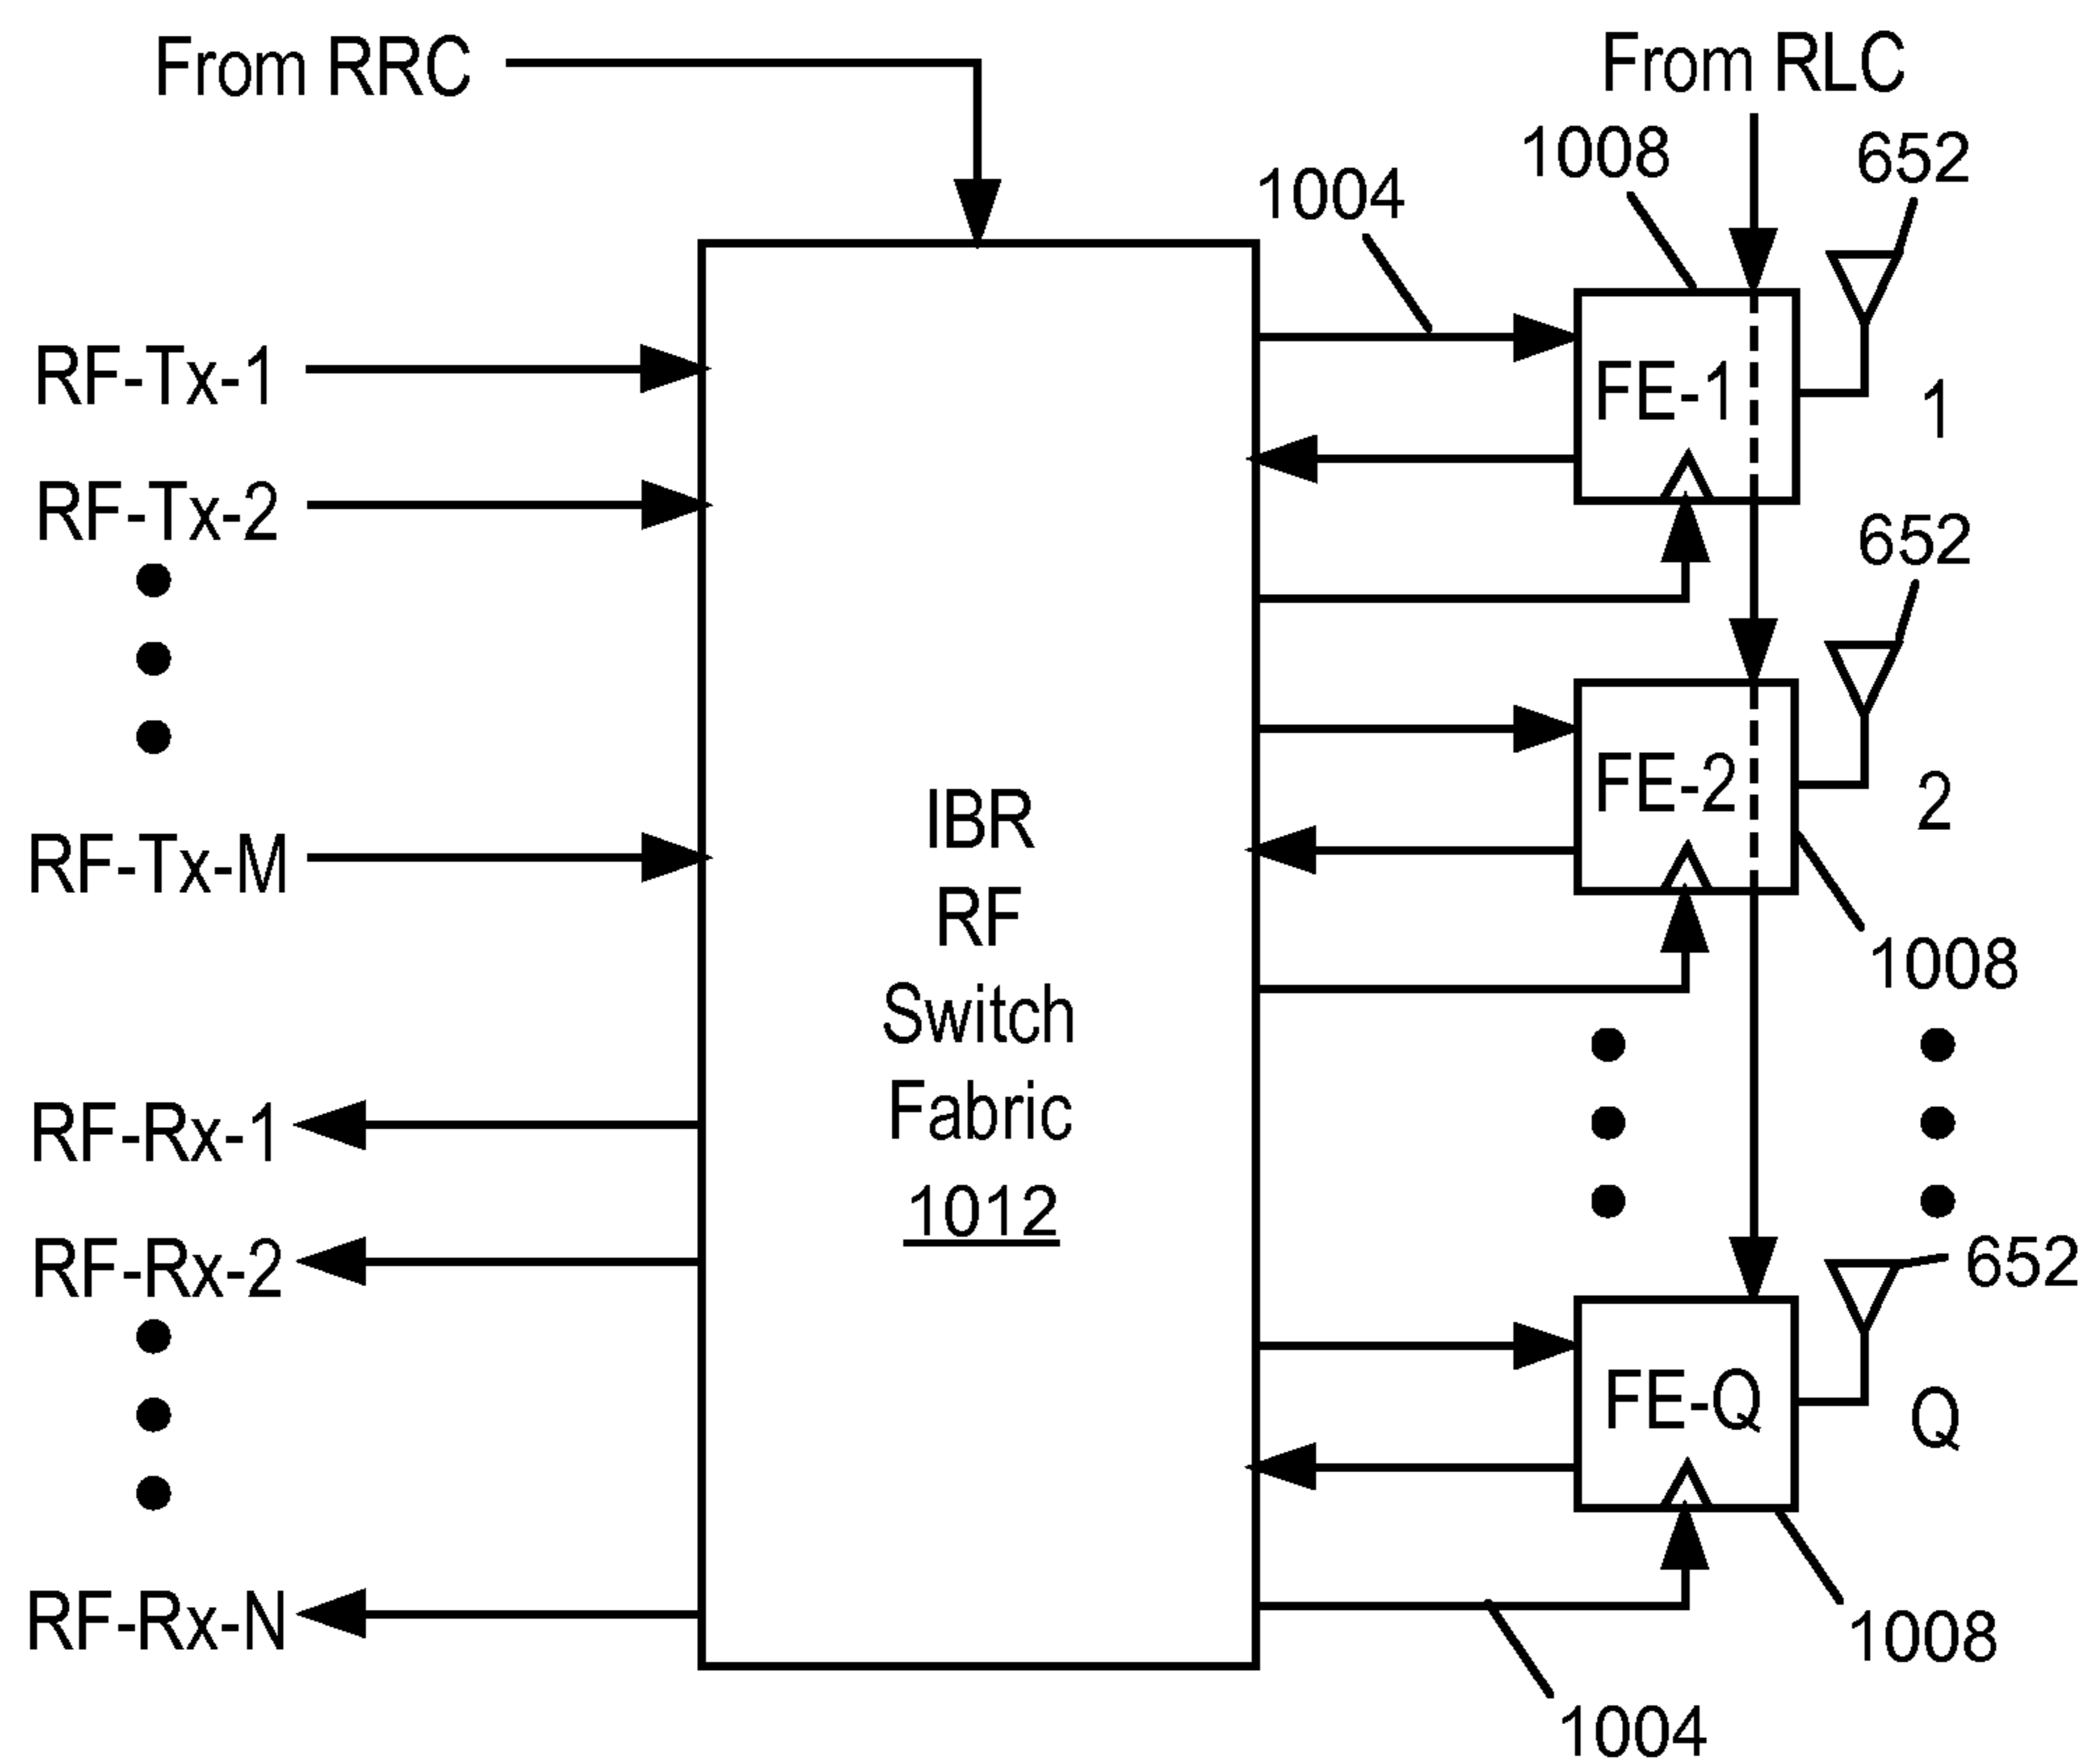 From RRC
From RLC
1008
652
1004
RF-Tx-1
FE-1
1
RF-Tx-2
652
FE-2
2
IBR
RF
Switch
Fabric
1012
RF-Tx-M
1008
RF-Rx-1
RF-Rx-2
652
FE-Q
Q
RF-Rx-N
1008
1004